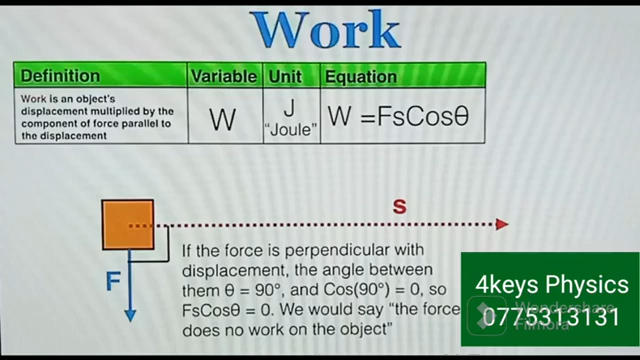 Work
Definition Variable Unit Equation
Work is an object's
displacement multiplied by the
component of force parallel to
the displacement
W
J
"Joule"
W =FsCosθ
S
F
If the force is perpendicular with
displacement, the angle between
them θ = 90°, and Cos(90°) = 0, so
FsCosθ = 0. We would say "the force
does no work on the object"
4keys Physics
0775313131
Wondershare
Filmora